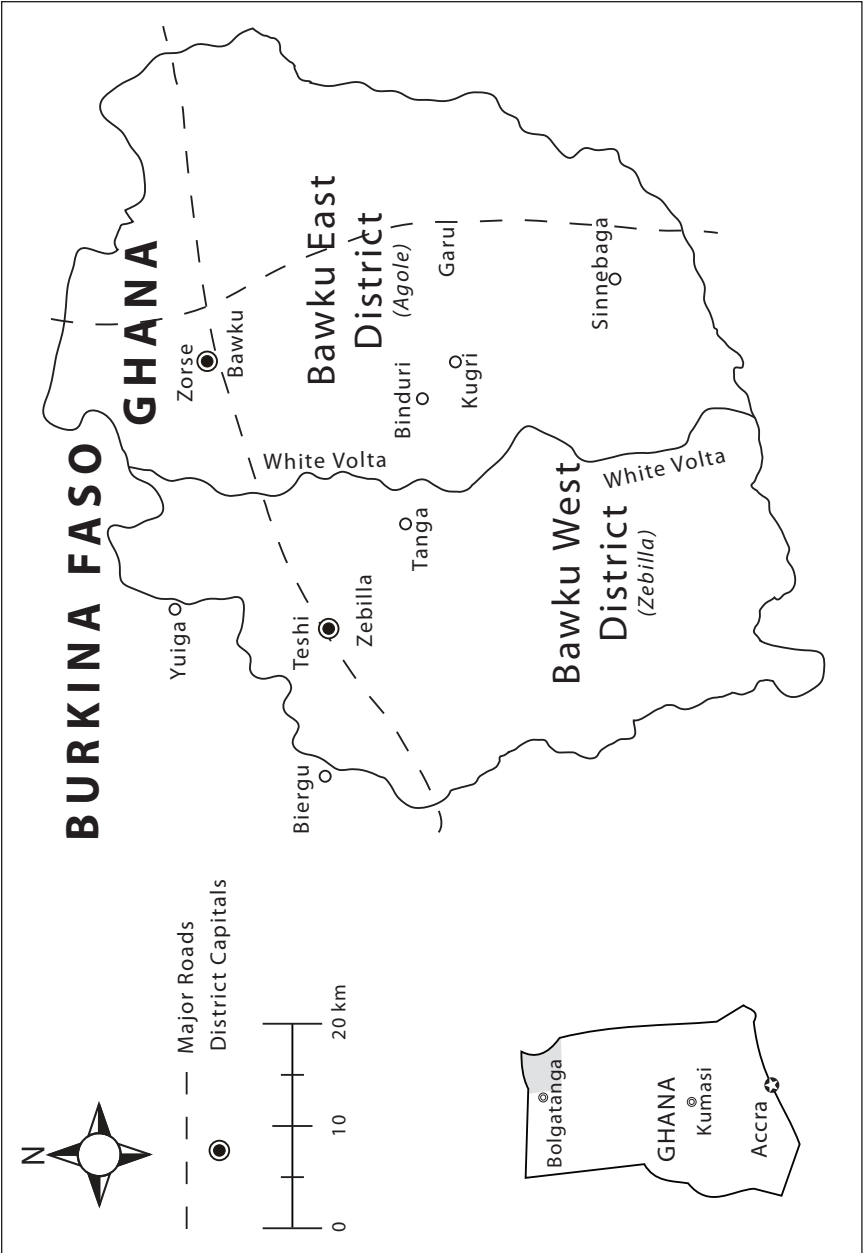 BURKINA FASO
GHANA
Zorse
Bawku
Bawku East
District
(Agole)
Garul
Binduri
Kugri
Sinnebaga
White Volta
White Volta
Tanga
Bawku West
District
(Zebilla)
Yuiga
Teshi
Zebilla
Biergu
N
Major Roads
District Capitals
0
10
20 km
Bolgatanga
GHANA
Kumasi
Accra